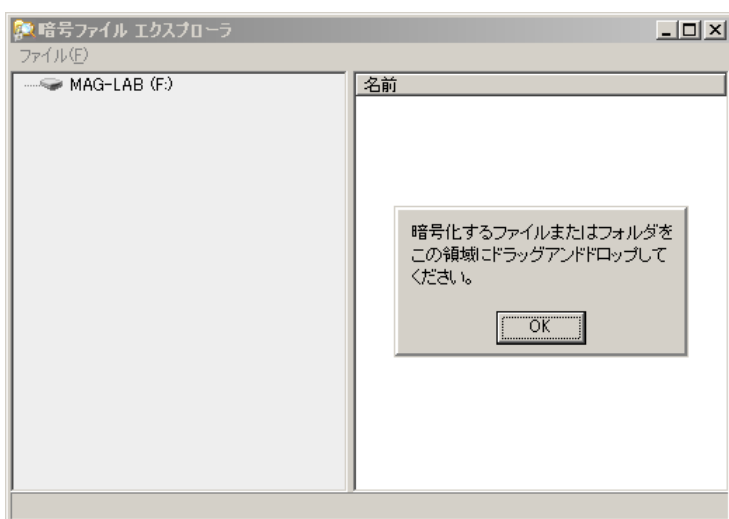 暗号ファイル エクスプローラ
ファイル(F)
MAG-LAB (F:)
名前
暗号化するファイルまたはフォルダを
この領域にドラッグアンドドロップして
ください。
OK